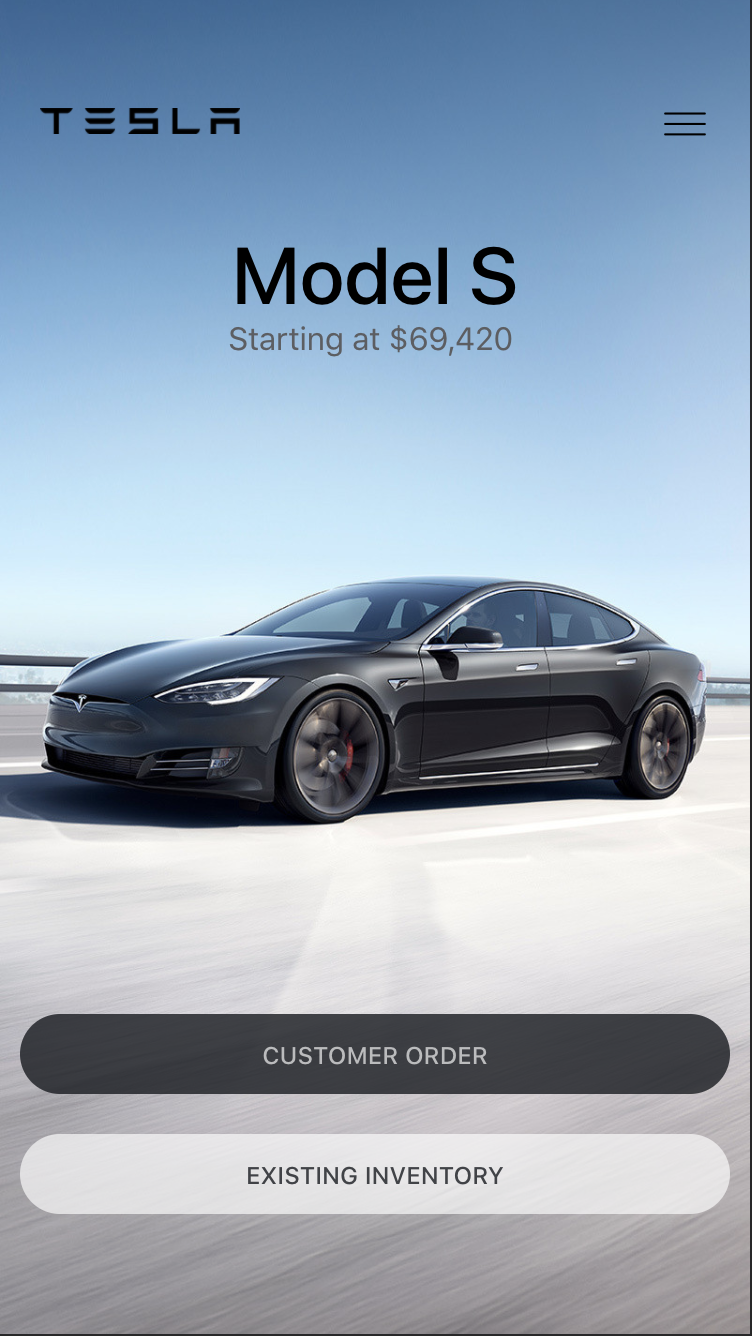 TESLA
Model S
Starting at $69,420
CUSTOMER ORDER
EXISTING INVENTORY